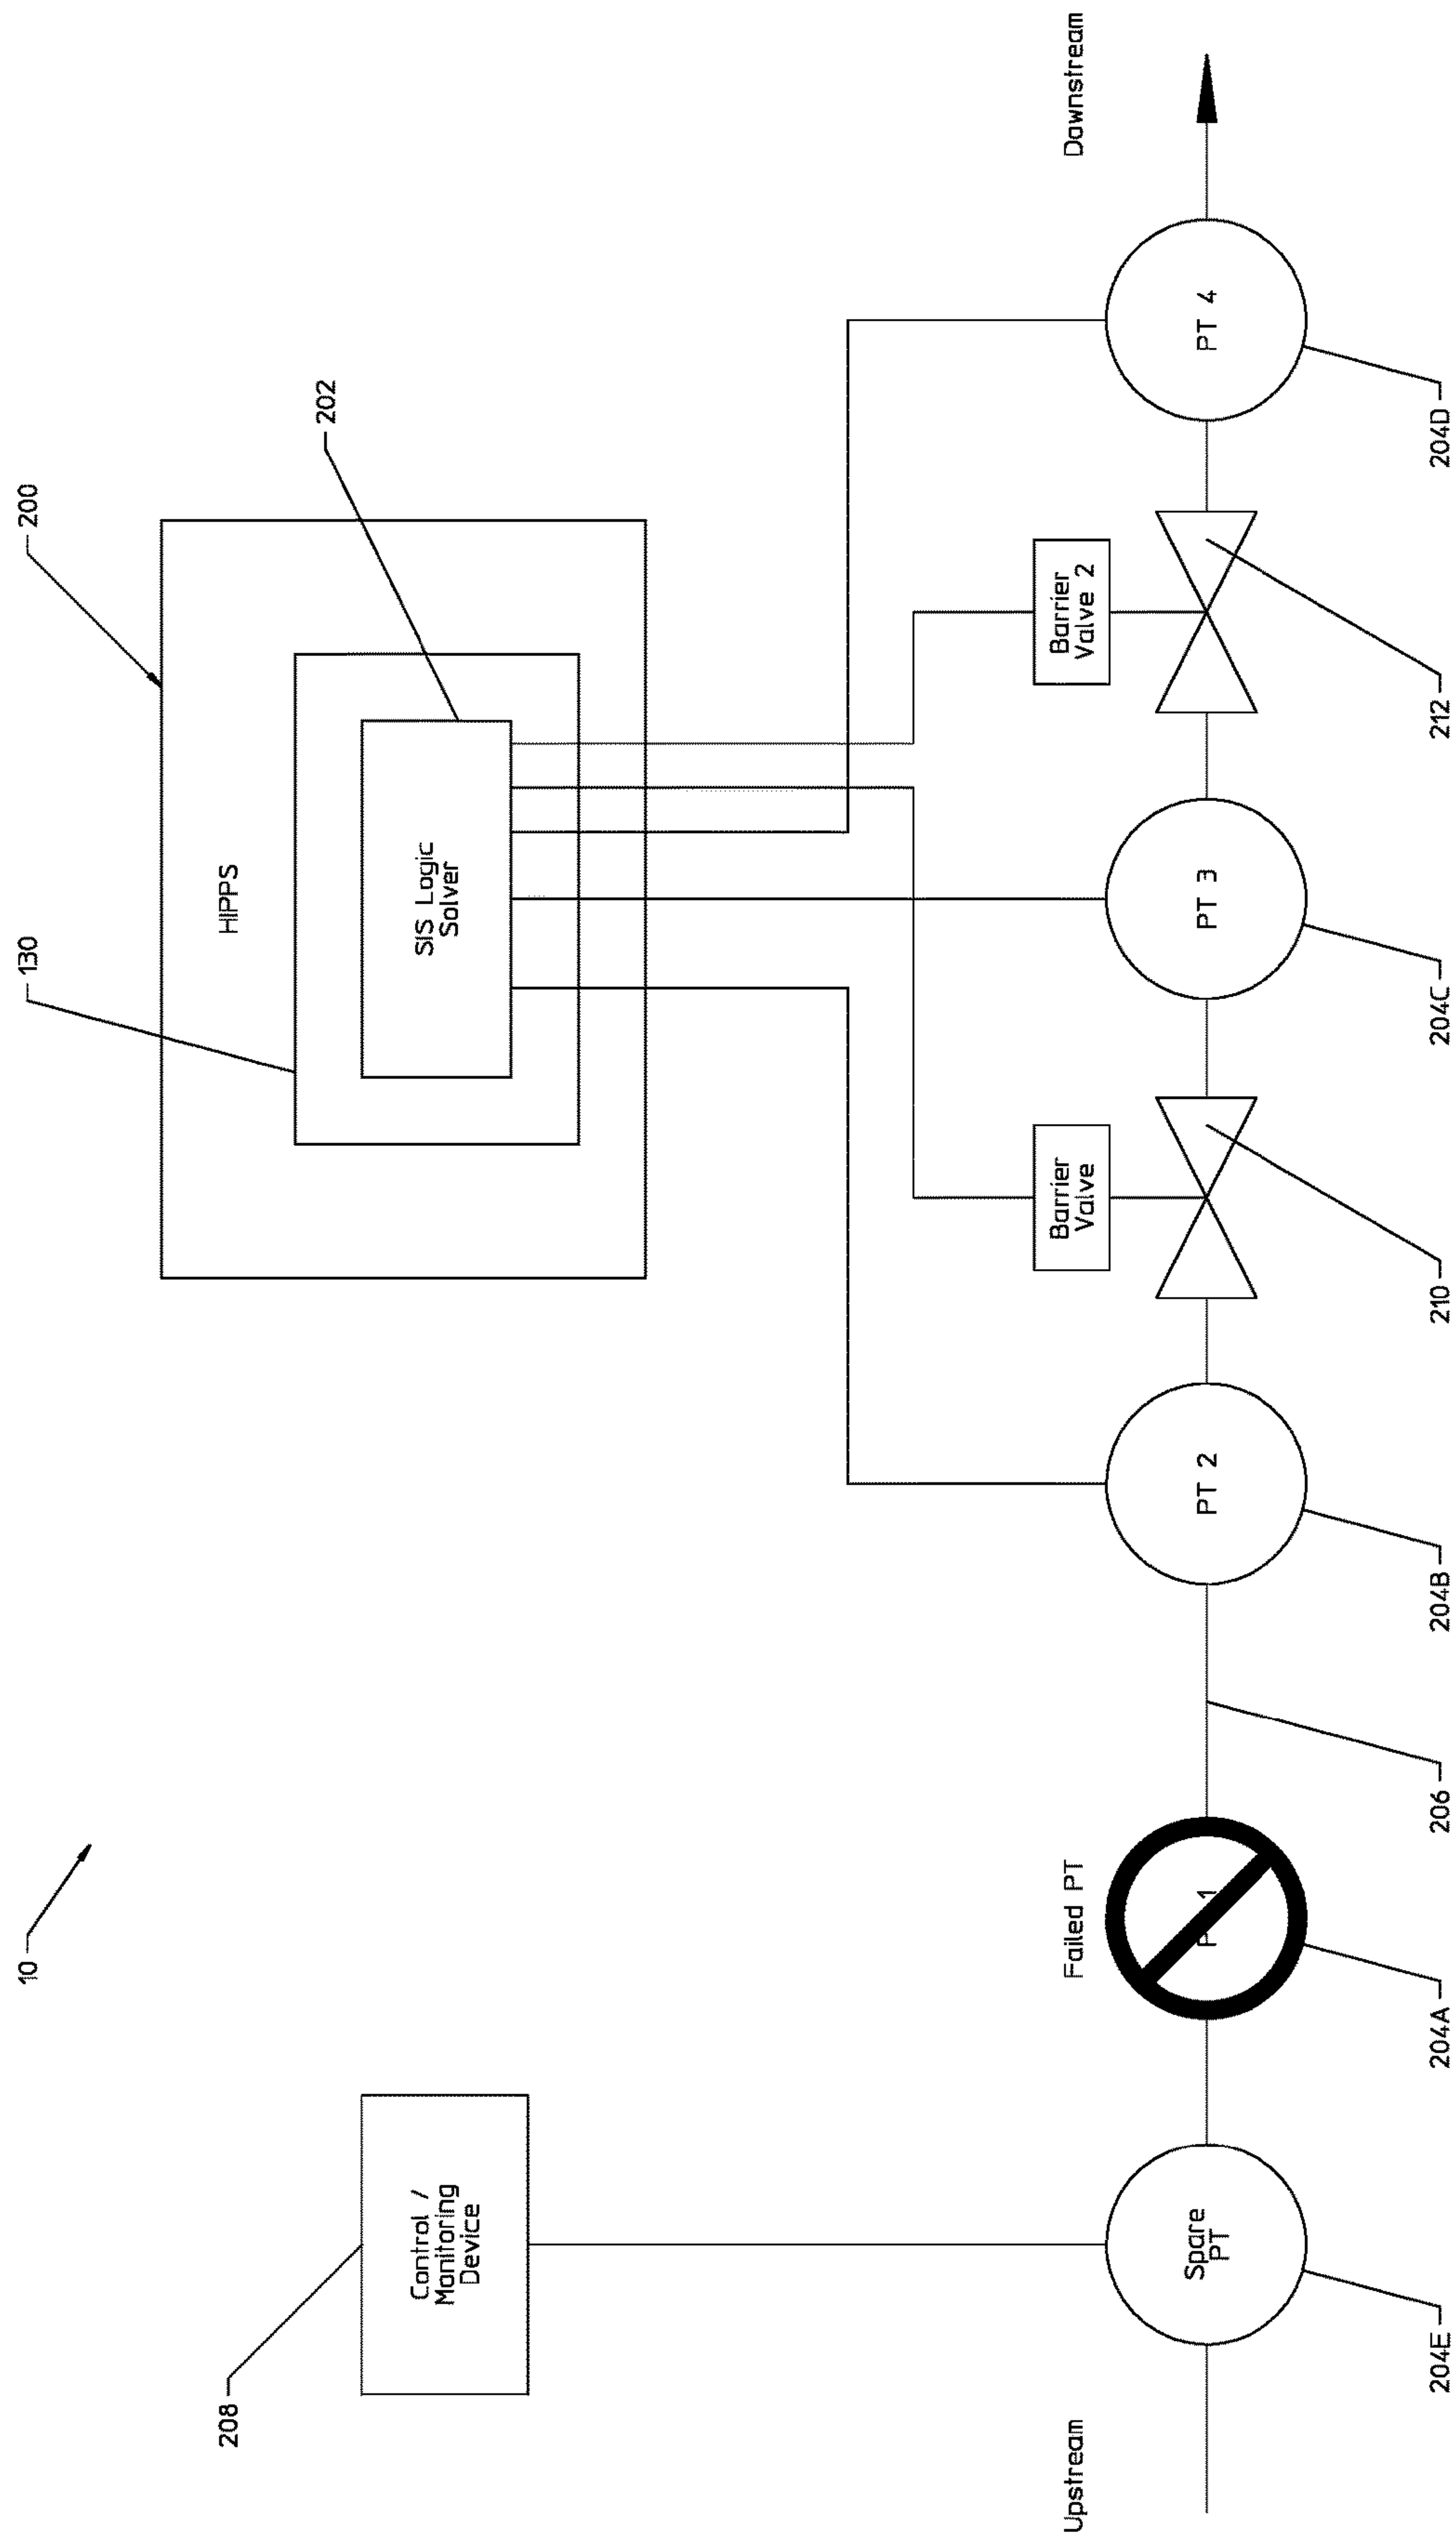 10
200
130
HIPPS
202
SIS Logic
Solver
208
Control /
Monitoring
Device
Upstream
Failed PT
Barrier
Valve
Barrier
Valve 2
Downstream
Spare
PT
PT 2
PT 3
PT 4
204E
204A
206
204B
210
204C
212
204D